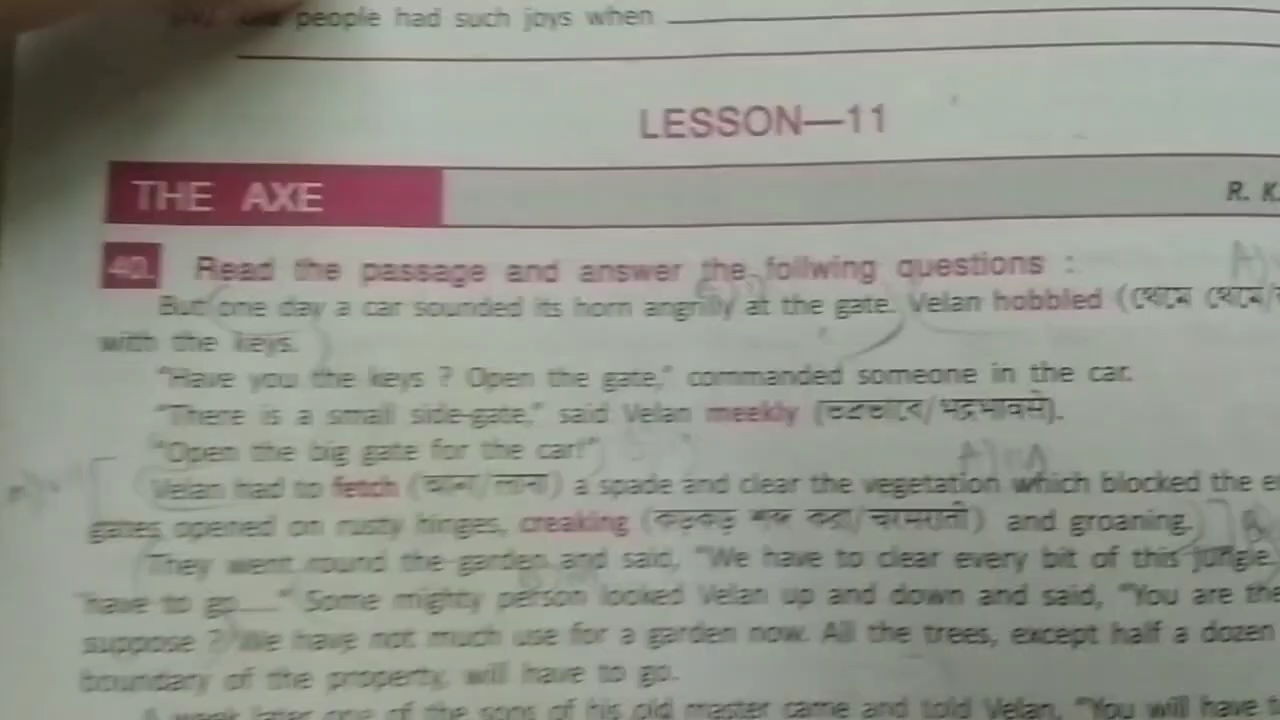 people had such joys when
LESSON—11
THE AXE
R. K.
40. Read the passage and answer the follwing questions :
But one day a car sounded its horn angrily at the gate. Velan hobbled (থেমে থেমে/
with the keys.
"Have you the keys ? Open the gate," commanded someone in the car.
"There is a small side-gate," said Velan meekly
"Open the big gate for the car!"
Velan had to fetch (আনা/लाना) a spade and clear the vegetation which blocked the
gates opened on rusty hinges, creaking (কড়কড় শব্দ করা/चरमराती) and groaning.
They went round the garden and said, "We have to clear every bit of this jungle
have to go—" Some mighty person looked Velan up and down and said, "You are the
suppose ? We have not much use for a garden now. All the trees, except half a dozen
boundary of the property, will have to go.
A week later one of the sons of his old master came and told Velan, "You will have